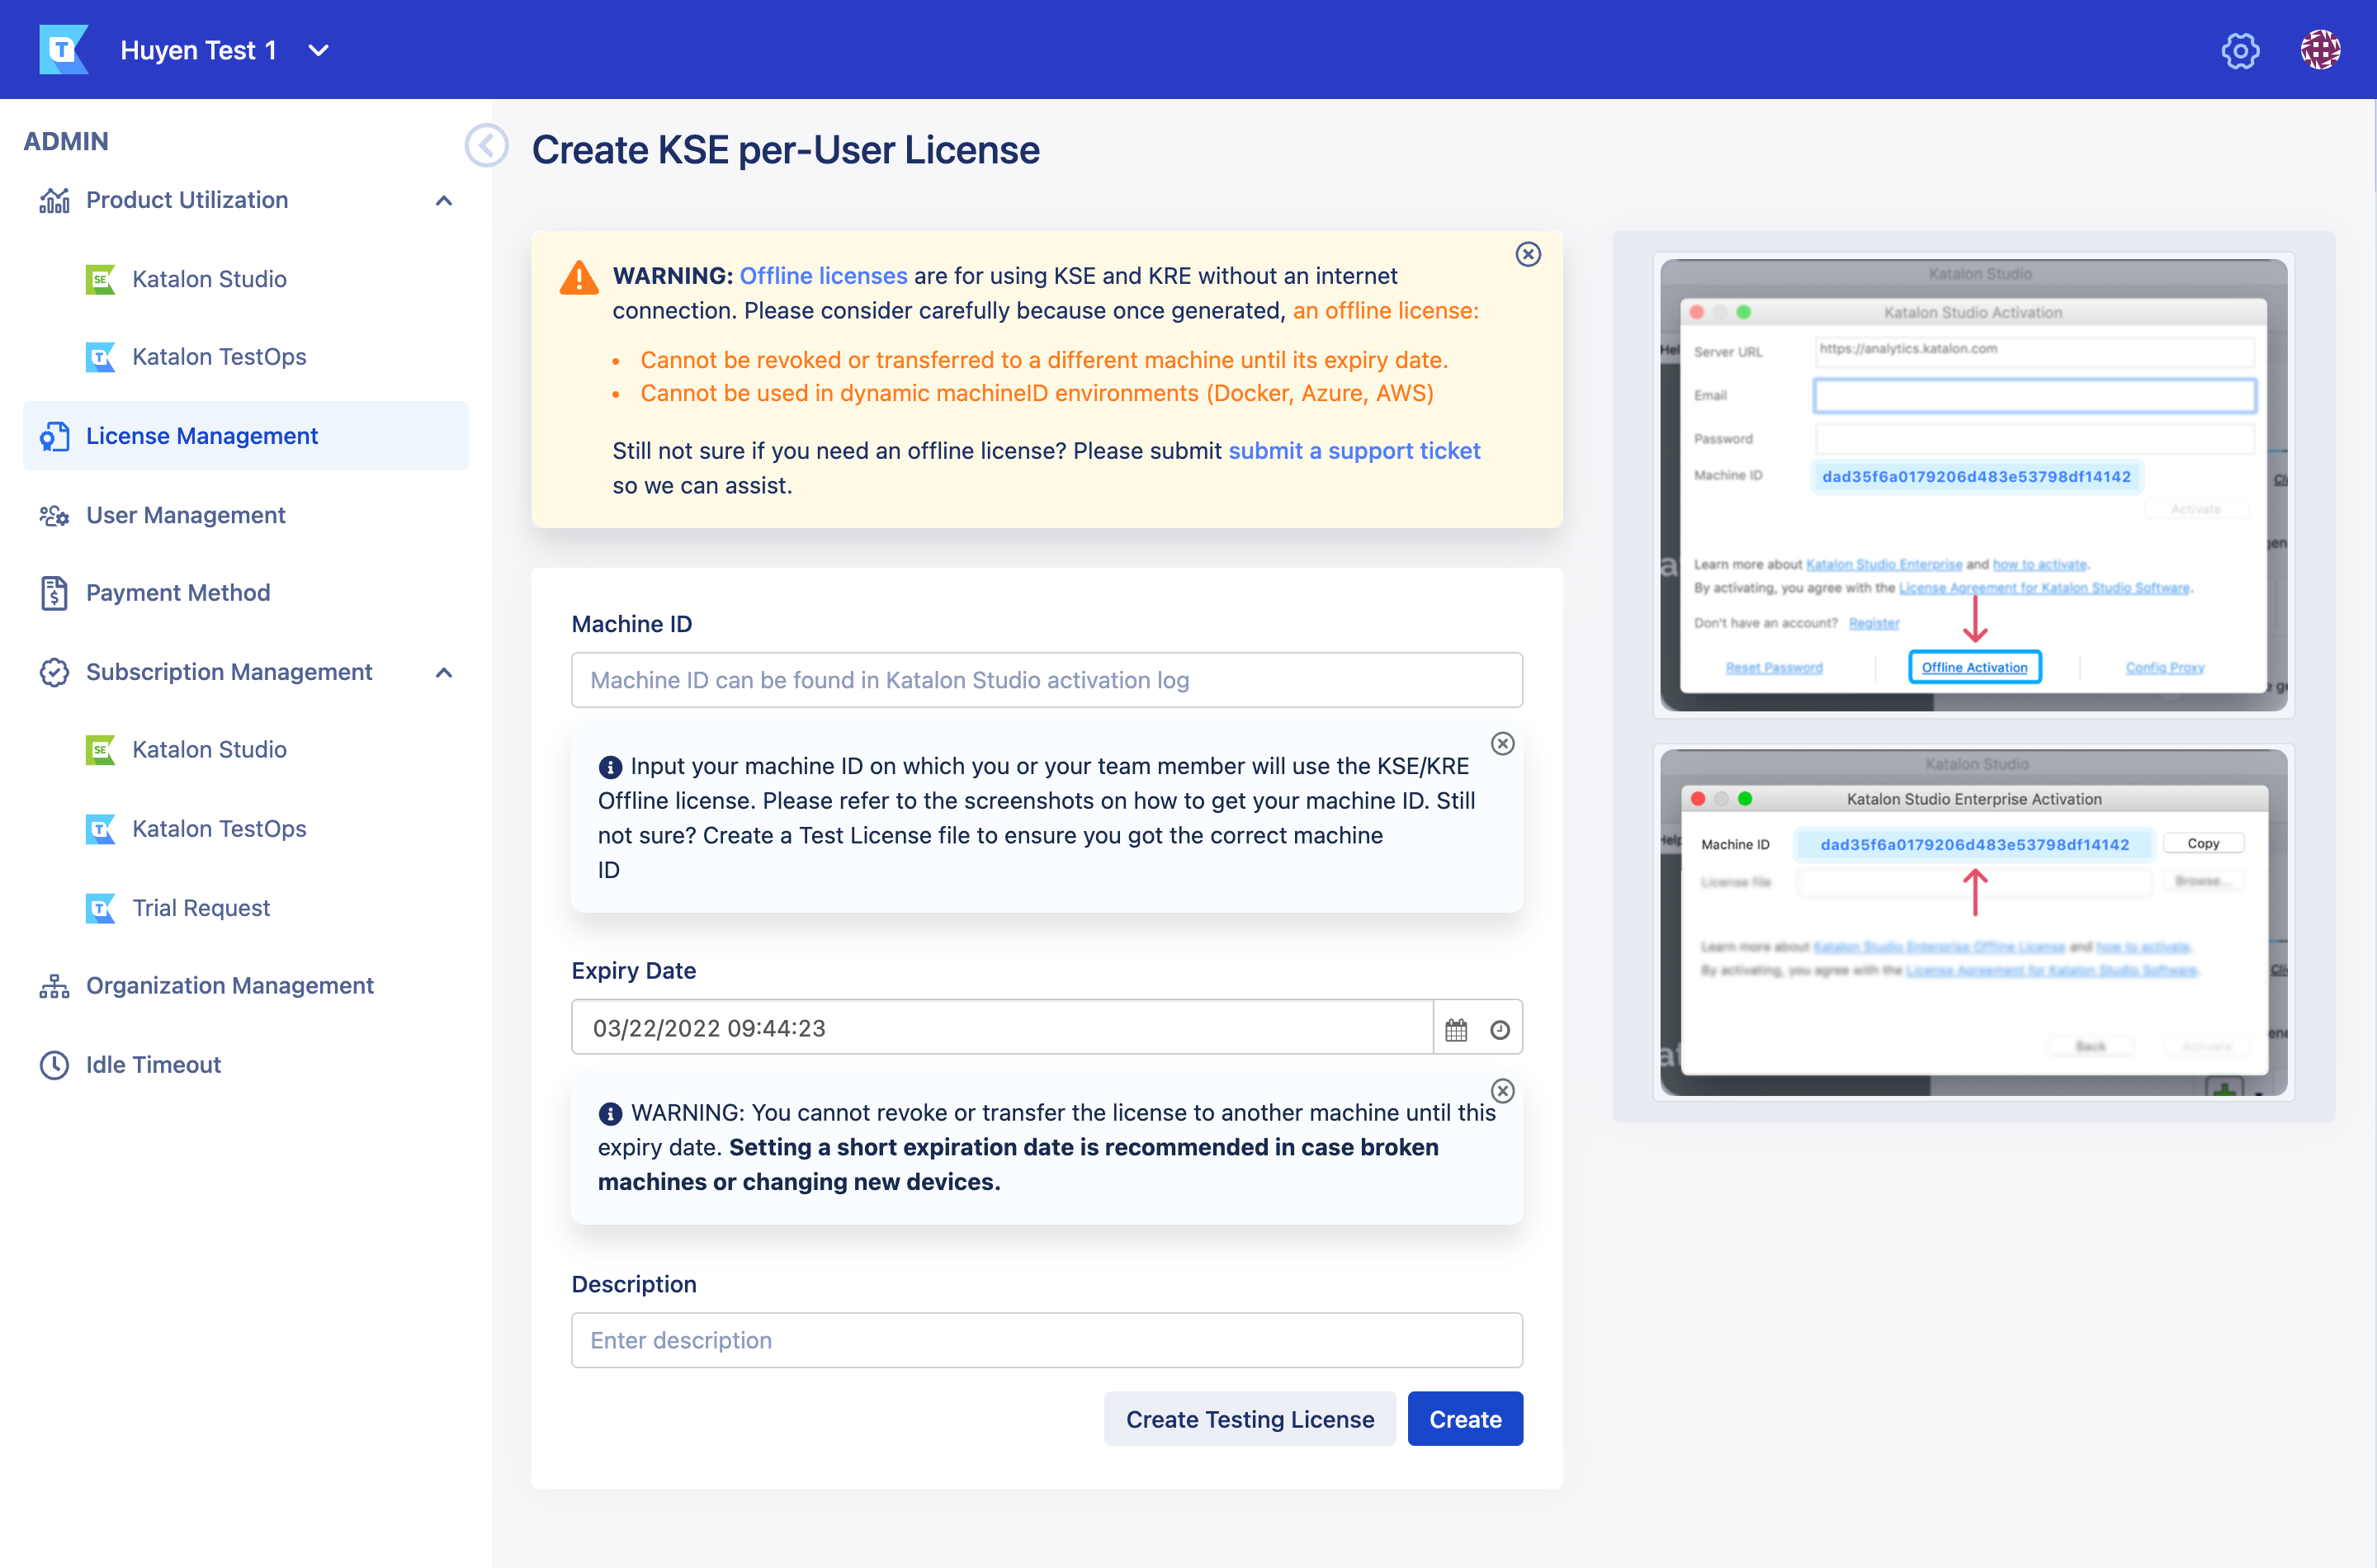 Huyen Test 1
ADMIN
Product Utilization
Katalon Studio
Katalon TestOps
License Management
User Management
Payment Method
Subscription Management
Katalon Studio
Katalon TestOps
Trial Request
Organization Management
Idle Timeout
Create KSE per-User License
WARNING: Offline licenses are for using KSE and KRE without an internet
connection. Please consider carefully because once generated, an offline license:
• Cannot be revoked or transferred to a different machine until its expiry date.
• Cannot be used in dynamic machineID environments (Docker, Azure, AWS)
Still not sure if you need an offline license? Please submit submit a support ticket
so we can assist.
Machine ID
Machine ID can be found in Katalon Studio activation log
Input your machine ID on which you or your team member will use the KSE/KRE
Offline license. Please refer to the screenshots on how to get your machine ID. Still
not sure? Create a Test License file to ensure you got the correct machine
ID
Expiry Date
03/22/2022 09:44:23
WARNING: You cannot revoke or transfer the license to another machine until this
expiry date. Setting a short expiration date is recommended in case broken
machines or changing new devices.
Description
Enter description
Create Testing License
Create
Katalon Studio
Katalon Studio Activation
Server URL
https://analytics.katalon.com
Email
Password
Machine ID
dad35f6a0179206d483e53798df14142
Activate
Learn more about Katalon Studio Enterprise and how to activate.
By activating, you agree with the License Agreement for Katalon Studio Software.
Don't have an account? Register
Reset Password
Offline Activation
Config Proxy
Katalon Studio
Katalon Studio Enterprise Activation
Machine ID
dad35f6a0179206d483e53798df14142
Copy
License file
Browse...
Learn more about Katalon Studio Enterprise Offline License and how to activate.
By activating, you agree with the License Agreement for Katalon Studio Software.
Back
Activate